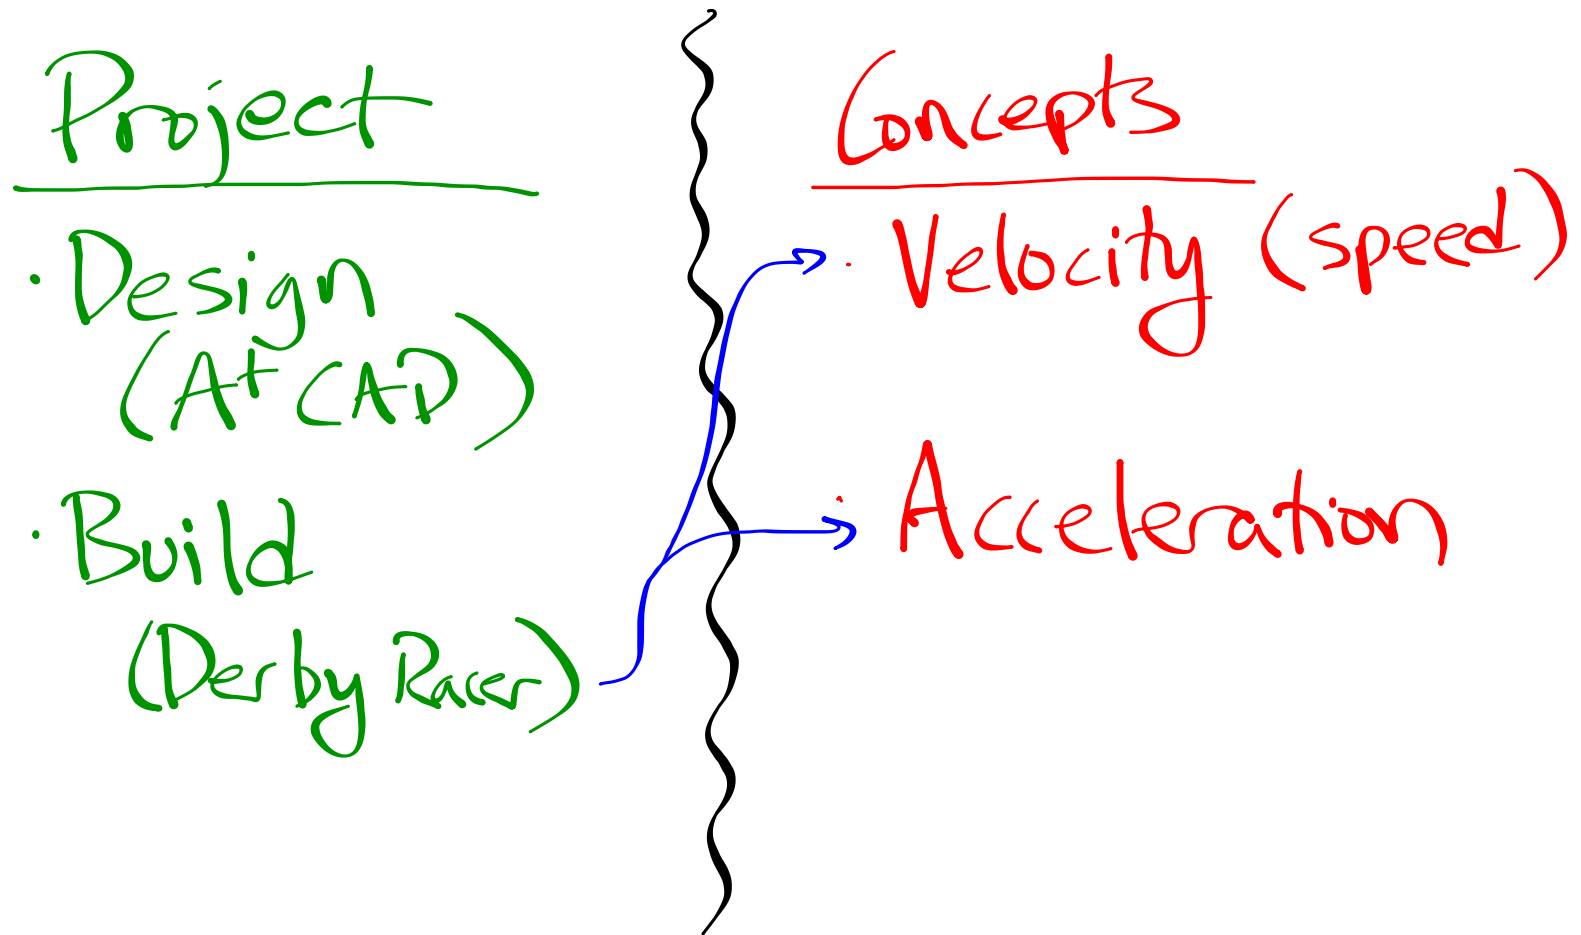 Project
• Design
(A+ CAD)
• Build
(Derby Racer)
Concepts
• Velocity (speed)
• Acceleration